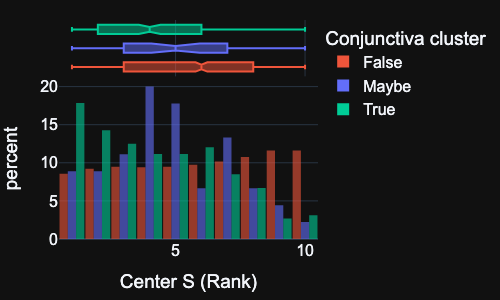 Conjunctiva cluster
False
Maybe
True
20
15
10
5
0
percent
5
10
Center S (Rank)